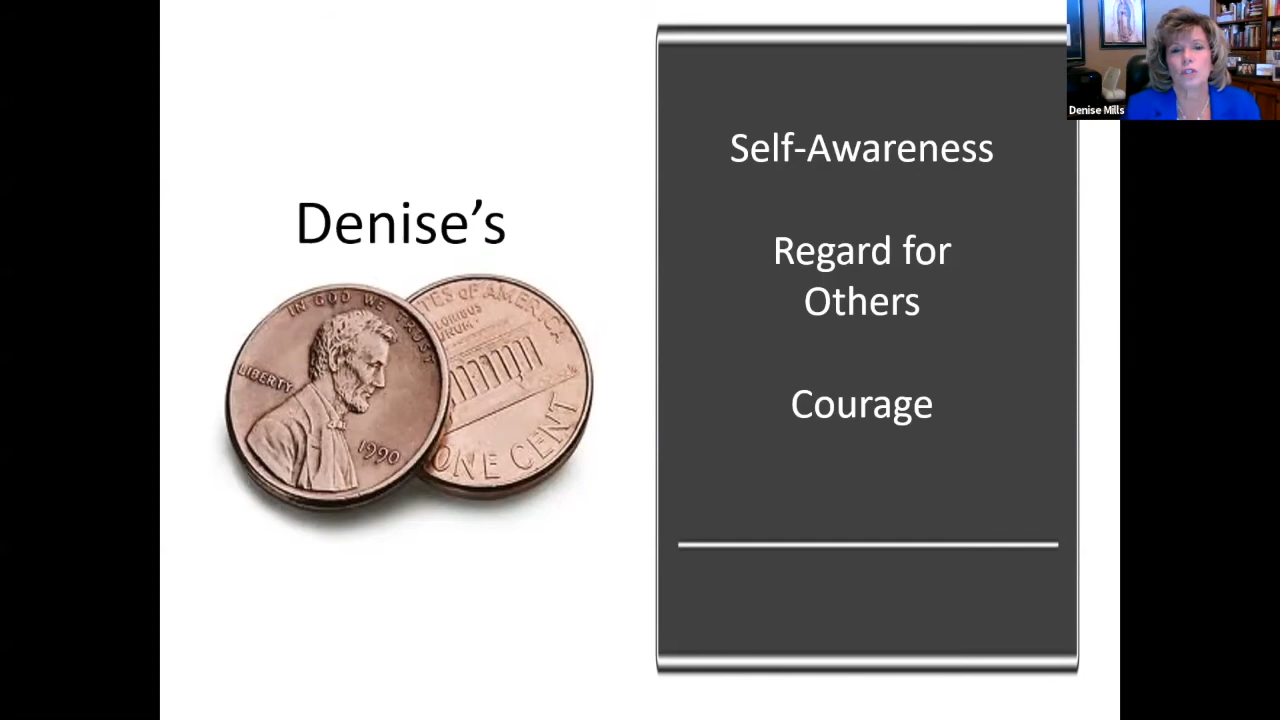 Denise's
IN GOD WE TRUST
LIBERTY
1990
TES OF AMERICA
ONE CENT
Self-Awareness
Regard for
Others
Courage
Denise Mills